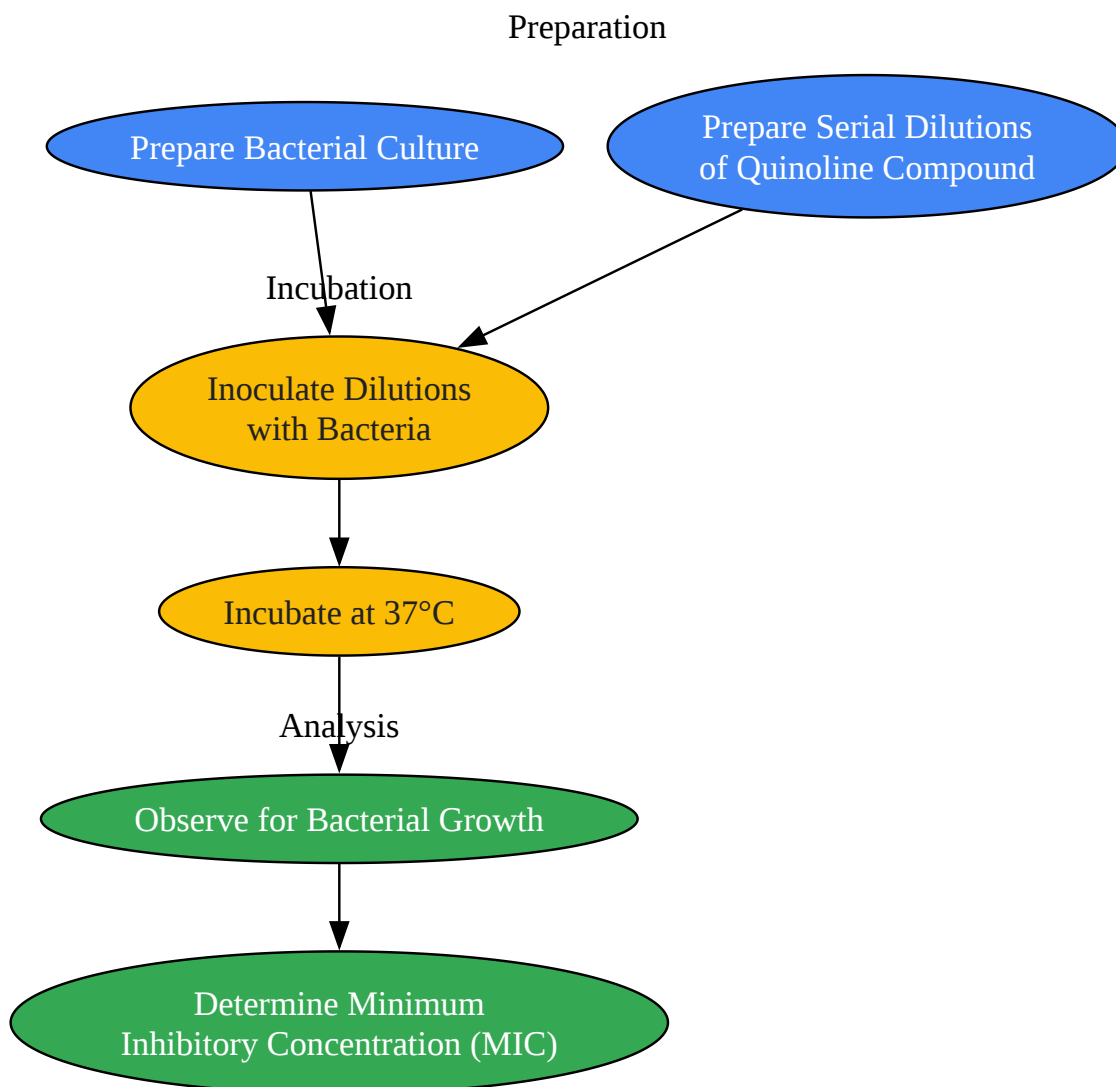 Preparation
Prepare Bacterial Culture
Prepare Serial Dilutions
of Quinoline Compound
Incubation
Inoculate Dilutions
with Bacteria
Incubate at 37°C
Analysis
Observe for Bacterial Growth
Determine Minimum
Inhibitory Concentration (MIC)